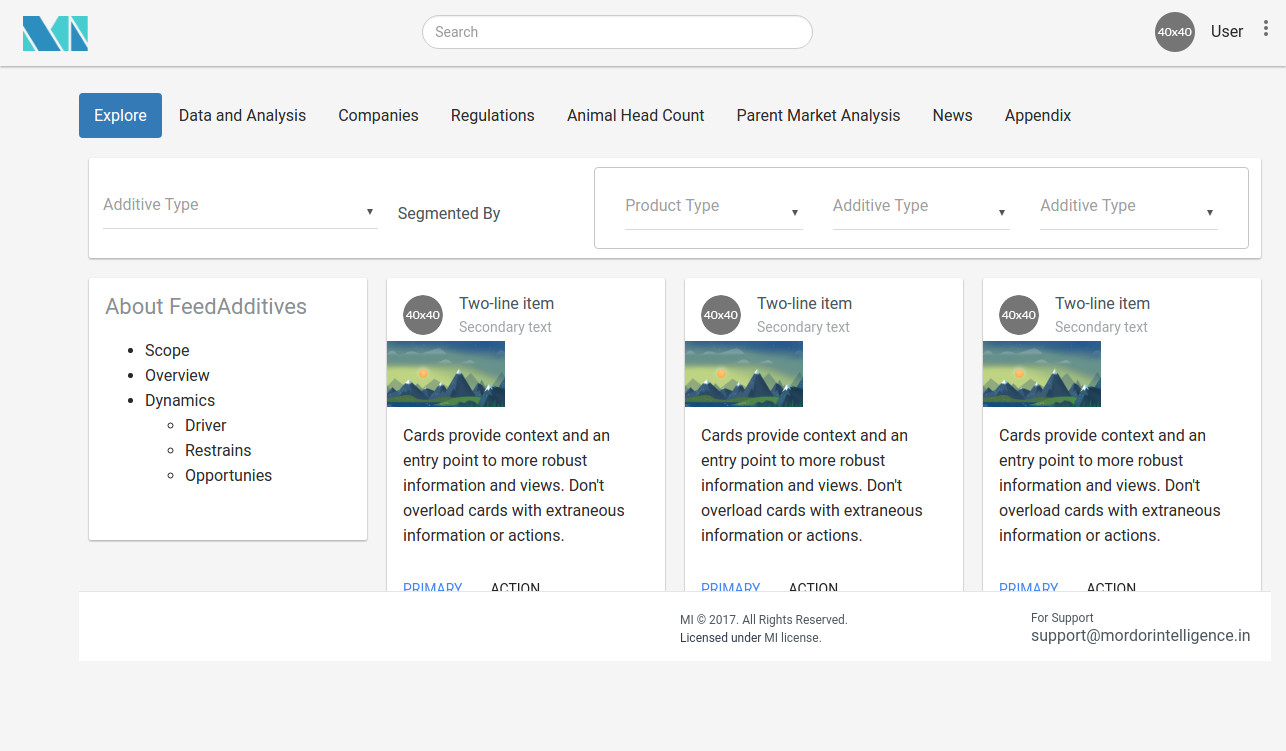 MN
Search
40x40 User
Explore Data and Analysis Companies Regulations Animal Head Count Parent Market Analysis News Appendix
Additive Type
Segmented By
Product Type Additive Type Additive Type
About FeedAdditives
Scope
Overview
Dynamics
Driver
Restrains
Opportunies
40x40
Two-line item
Secondary text
Cards provide context and an
entry point to more robust
information and views. Don't
overload cards with extraneous
information or actions.
PRIMARY ACTION
40x40
Two-line item
Secondary text
Cards provide context and an
entry point to more robust
information and views. Don't
overload cards with extraneous
information or actions.
PRIMARY ACTION
40x40
Two-line item
Secondary text
Cards provide context and an
entry point to more robust
information and views. Don't
overload cards with extraneous
information or actions.
PRIMARY ACTION
MI © 2017. All Rights Reserved.
Licensed under MI license.
For Support
support@mordorintelligence.in